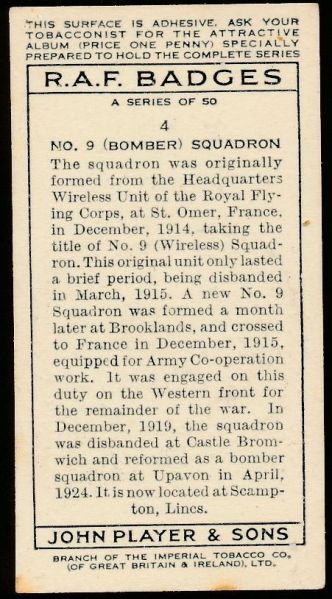 THIS SURFACE IS ADHESIVE. ASK YOUR
TOBACCONIST FOR THE ATTRACTIVE
ALBUM (PRICE ONE PENNY) SPECIALLY
PREPARED TO HOLD THE COMPLETE SERIES
R.A.F. BADGES
A SERIES OF 50
4
NO. 9 (BOMBER) SQUADRON
The squadron was originally
formed from the Headquarters
Wireless Unit of the Royal Fly-
ing Corps, at St. Omer, France,
in December, 1914, taking the
title of No. 9 (Wireless) Squad-
ron. This original unit only lasted
a brief period, being disbanded
in March, 1915. A new No. 9
Squadron was formed a month
later at Brooklands, and crossed
to France in December, 1915,
equipped for Army Co-operation
work. It was engaged on this
duty on the Western front for
the remainder of the war. In
December, 1919, the squadron
was disbanded at Castle Brom-
wich and reformed as a bomber
squadron at Upavon in April,
1924. It is now located at Scamp-
ton, Lincs.
JOHN PLAYER & SONS
BRANCH OF THE IMPERIAL TOBACCO CO.
(OF GREAT BRITAIN & IRELAND), LTD.